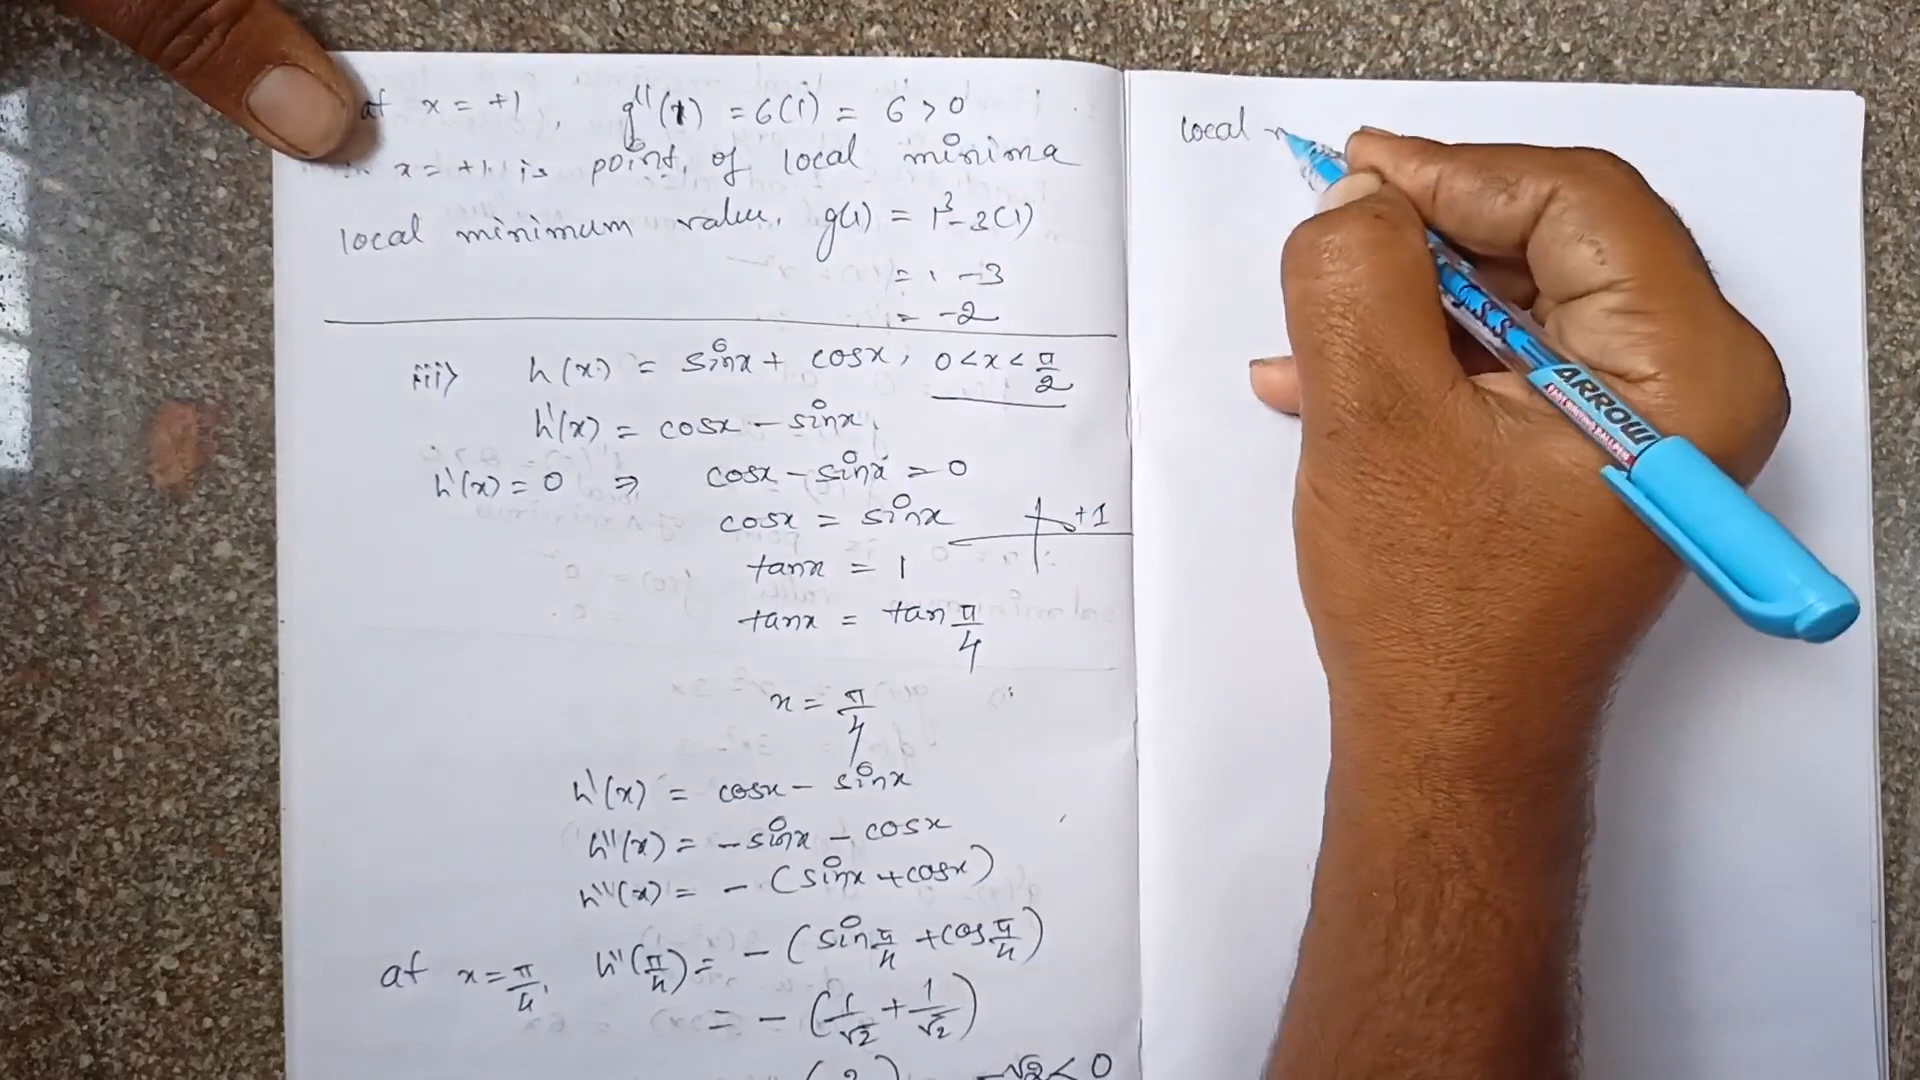 at x = +1, g''(1) = 6(1) = 6 > 0
∴ x = +1 is point of local minima
local minimum value, g(1) = 1³-3(1)
= 1 -3
= -2
iii) h(x) = sinx + cosx, 0<x<π/2
h'(x) = cosx - sinx
h'(x) = 0 ⇒ cosx - sinx = 0
cosx = sinx
+1
tanx = 1
tanx = tan π/4
x = π/4
h'(x) = cosx - sinx
h''(x) = -sinx - cosx
h''(x) = -(sinx + cosx)
at x = π/4, h''(π/4) = -(sin π/4 + cos π/4)
= -(1/√2 + 1/√2)
-√2 < 0
local
J.S.S
ARROW